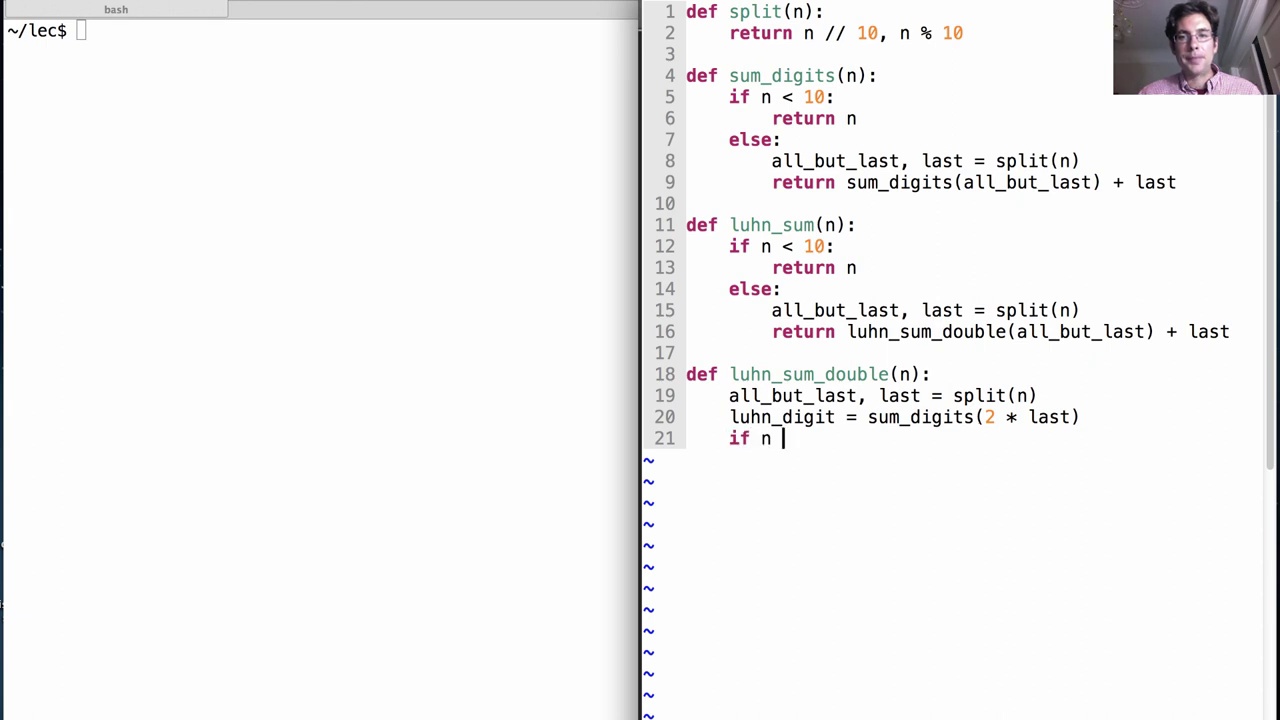 bash
~/lec$
1 def split(n):
2 return n // 10, n % 10
3
4 def sum_digits(n):
5 if n < 10:
6 return n
7 else:
8 all_but_last, last = split(n)
9 return sum_digits(all_but_last) + last
10
11 def luhn_sum(n):
12 if n < 10:
13 return n
14 else:
15 all_but_last, last = split(n)
16 return luhn_sum_double(all_but_last) + last
17
18 def luhn_sum_double(n):
19 all_but_last, last = split(n)
20 luhn_digit = sum_digits(2 * last)
21 if n
~
~
~
~
~
~
~
~
~
~
~
~
~